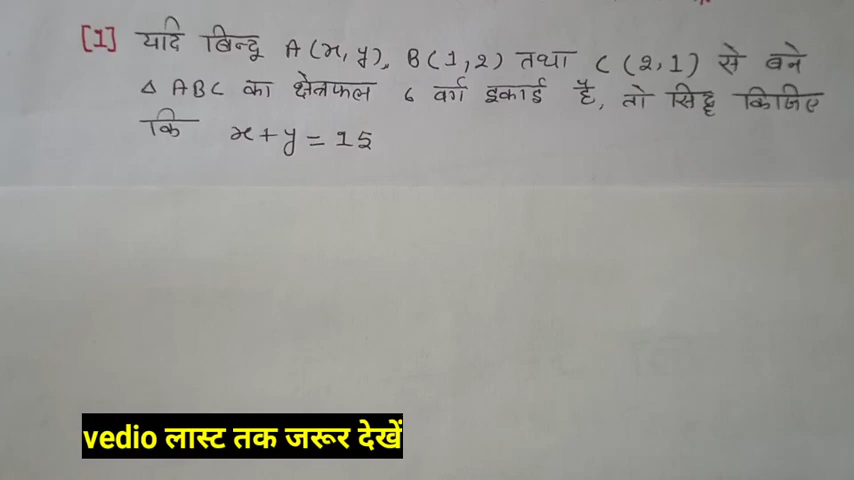 [1] यदि बिन्दू A(x, y), B(1,2) तथा C (2,1) से बने
∆ ABC का क्षेत्रफल 6 वर्ग इकाई है, तो सिद्ध किजिए
कि x + y = 15
vedio लास्ट तक जरूर देखें